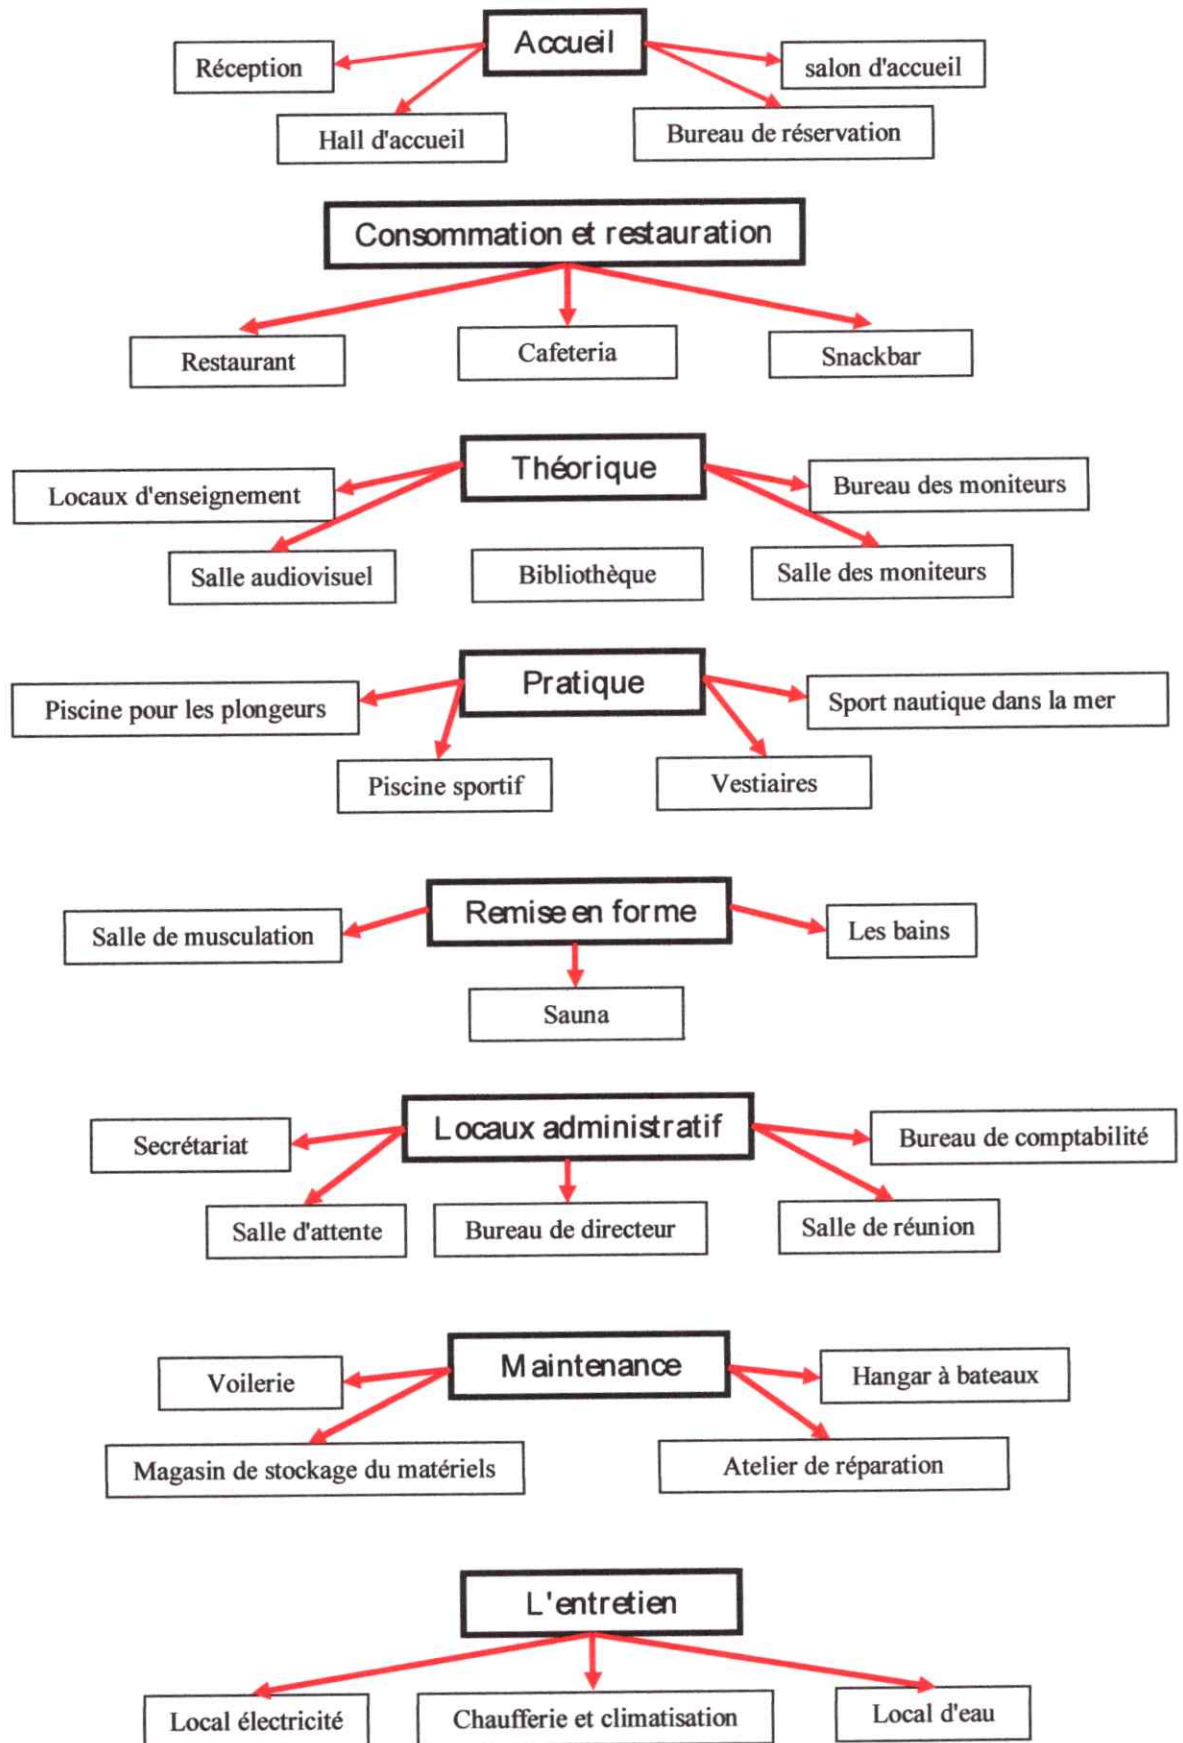 Accueil
Réception
salon d'accueil
Hall d'accueil
Bureau de réservation
Consommation et restauration
Restaurant
Cafeteria
Snackbar
Théorique
Locaux d'enseignement
Bureau des moniteurs
Salle audiovisuel
Bibliothèque
Salle des moniteurs
Pratique
Piscine pour les plongeurs
Sport nautique dans la mer
Piscine sportif
Vestiaires
Remise en forme
Salle de musculation
Les bains
Sauna
Locaux administratif
Secrétariat
Bureau de comptabilité
Salle d'attente
Bureau de directeur
Salle de réunion
Maintenance
Voilerie
Hangar à bateaux
Magasin de stockage du matériels
Atelier de réparation
L'entretien
Local électricité
Chaufferie et climatisation
Local d'eau